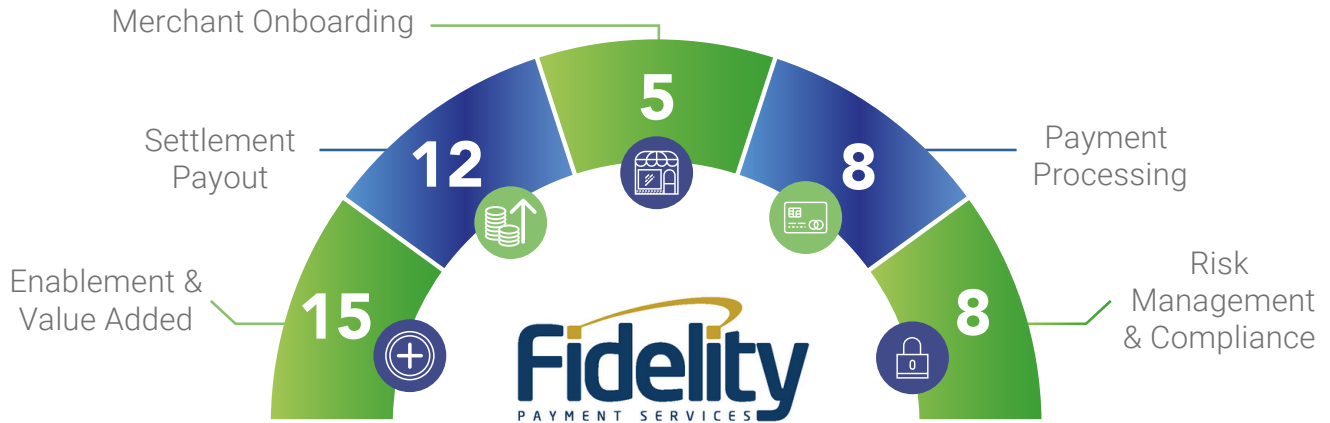 Merchant Onboarding
5
Settlement
Payout
12
8
Payment
Processing
Enablement &
Value Added
15
8
Risk
Management
& Compliance
0
Fidelity
PAYMENT SERVICES